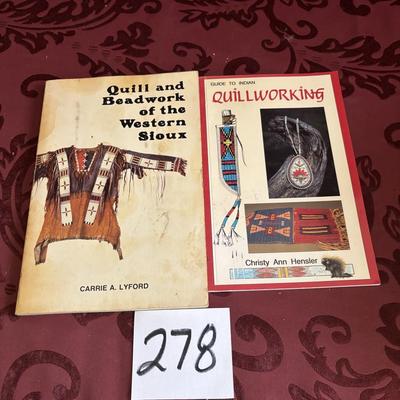 Quill and
Beadwork
of the
Western
Sioux
CARRIE A. LYFORD
GUIDE TO INDIAN
QUILLWORKING
Christy Ann Hensler
278